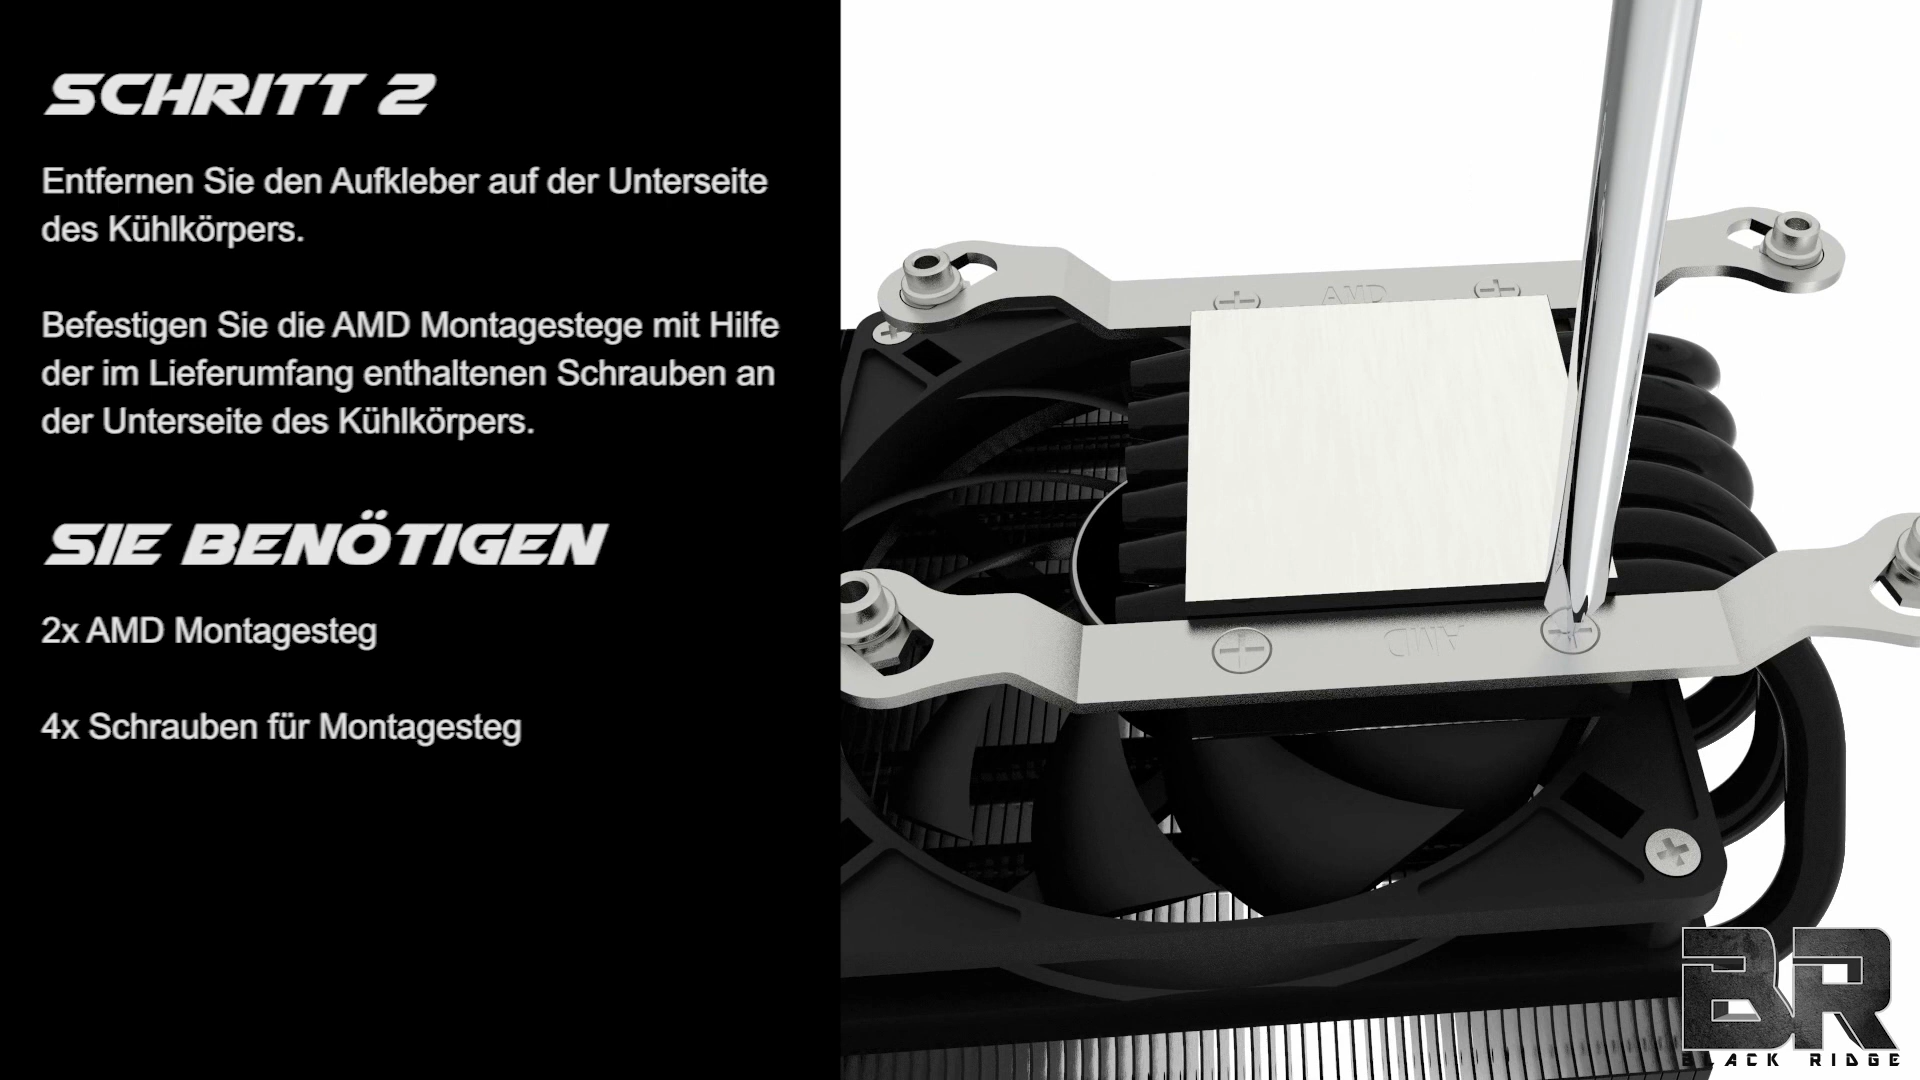 SCHRITT 2
Entfernen Sie den Aufkleber auf der Unterseite
des Kühlkörpers.
Befestigen Sie die AMD Montagestege mit Hilfe
der im Lieferumfang enthaltenen Schrauben an
der Unterseite des Kühlkörpers.
SIE BENÖTIGEN
2x AMD Montagesteg
4x Schrauben für Montagesteg
AMD
AMD
BR
BLACK RIDGE